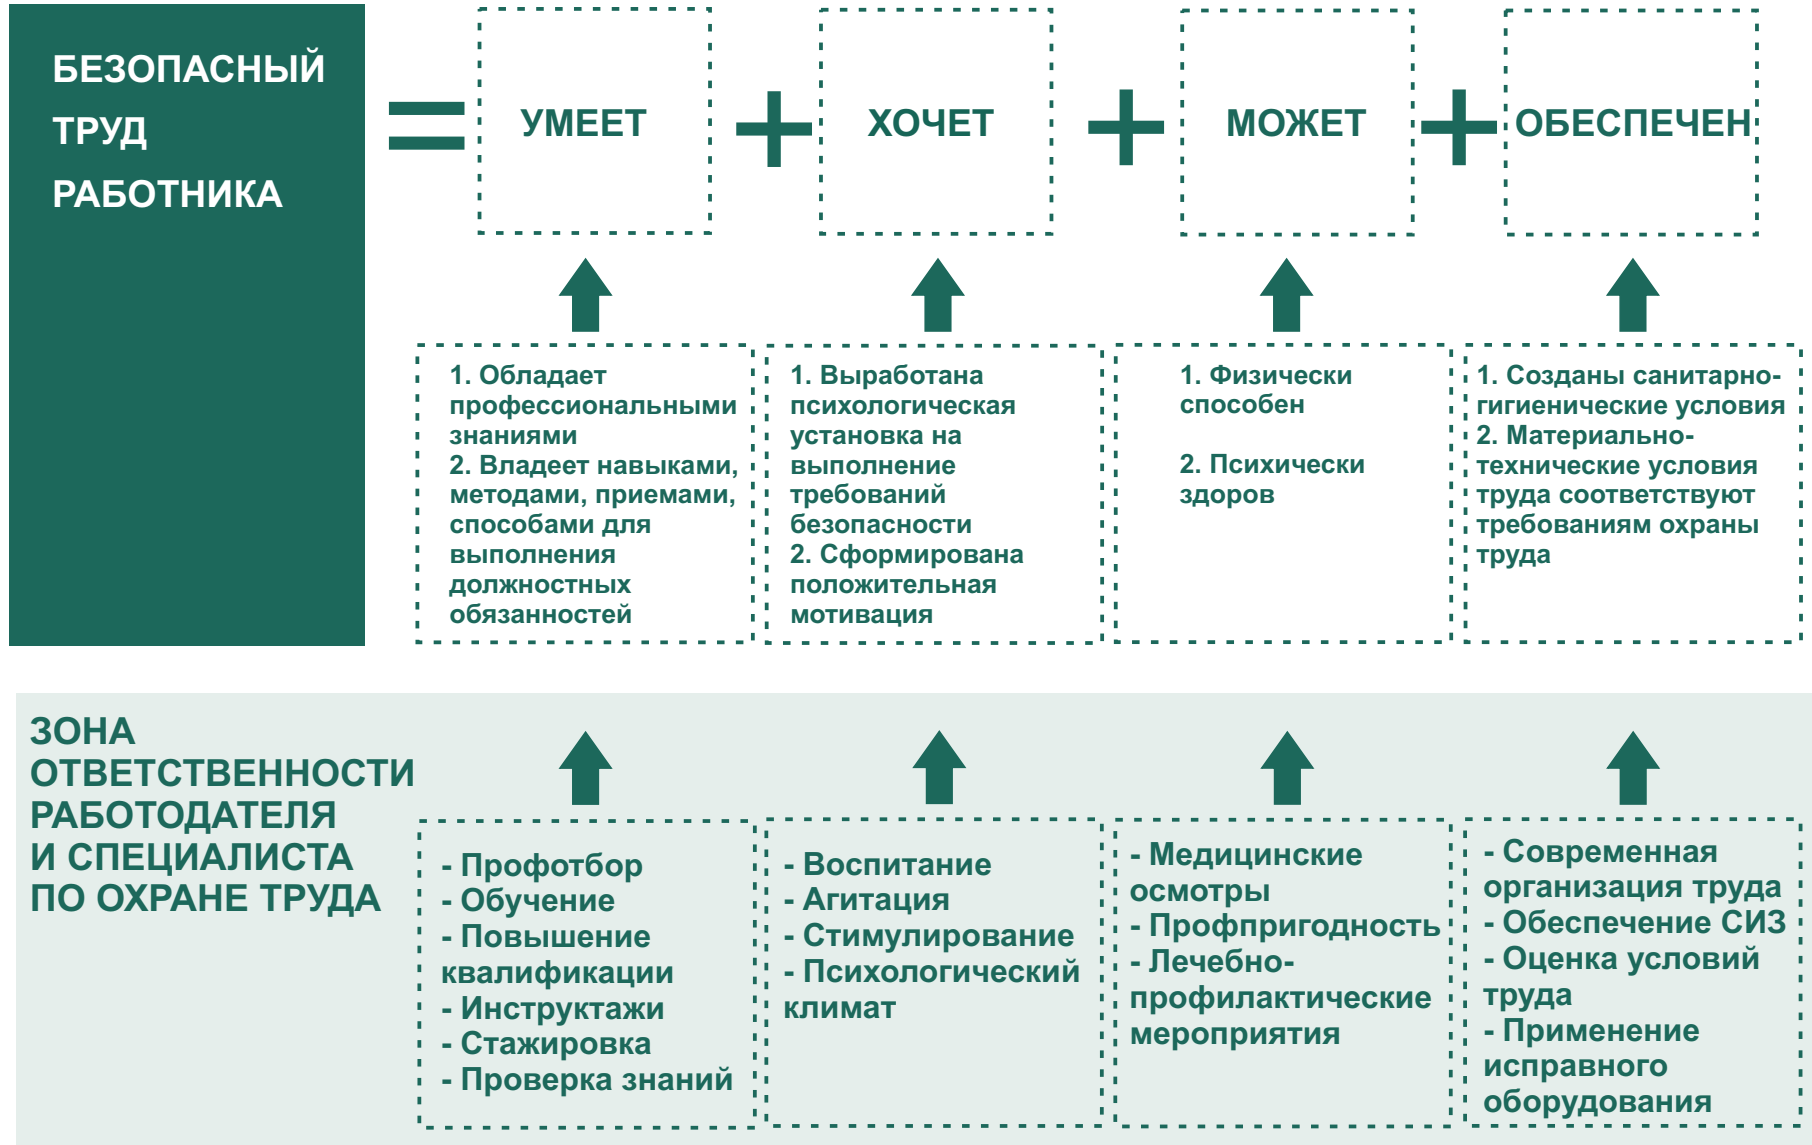 БЕЗОПАСНЫЙ
ТРУД
РАБОТНИКА
=
УМЕЕТ
+
ХОЧЕТ
+
МОЖЕТ
+
ОБЕСПЕЧЕН
1. Обладает
профессиональными
знаниями
2. Владеет навыками,
методами, приемами,
способами для
выполнения
должностных
обязанностей
1. Выработана
психологическая
установка на
выполнение
требований
безопасности
2. Сформирована
положительная
мотивация
1. Физически
способен
2. Психически
здоров
1. Созданы санитарно-
гигиенические условия
2. Материально-
технические условия
труда соответствуют
требованиям охраны
труда
ЗОНА
ОТВЕТСТВЕННОСТИ
РАБОТОДАТЕЛЯ
И СПЕЦИАЛИСТА
ПО ОХРАНЕ ТРУДА
- Профотбор
- Обучение
- Повышение
квалификации
- Инструктажи
- Стажировка
- Проверка знаний
- Воспитание
- Агитация
- Стимулирование
- Психологический
климат
- Медицинские
осмотры
- Профпригодность
- Лечебно-
профилактические
мероприятия
- Современная
организация труда
- Обеспечение СИЗ
- Оценка условий
труда
- Применение
исправного
оборудования